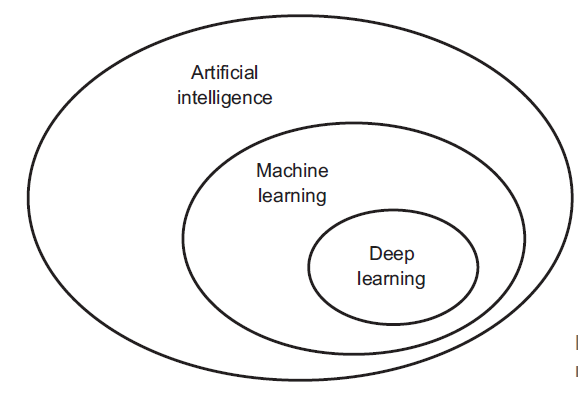 Artificial
intelligence
Machine
learning
Deep
learning